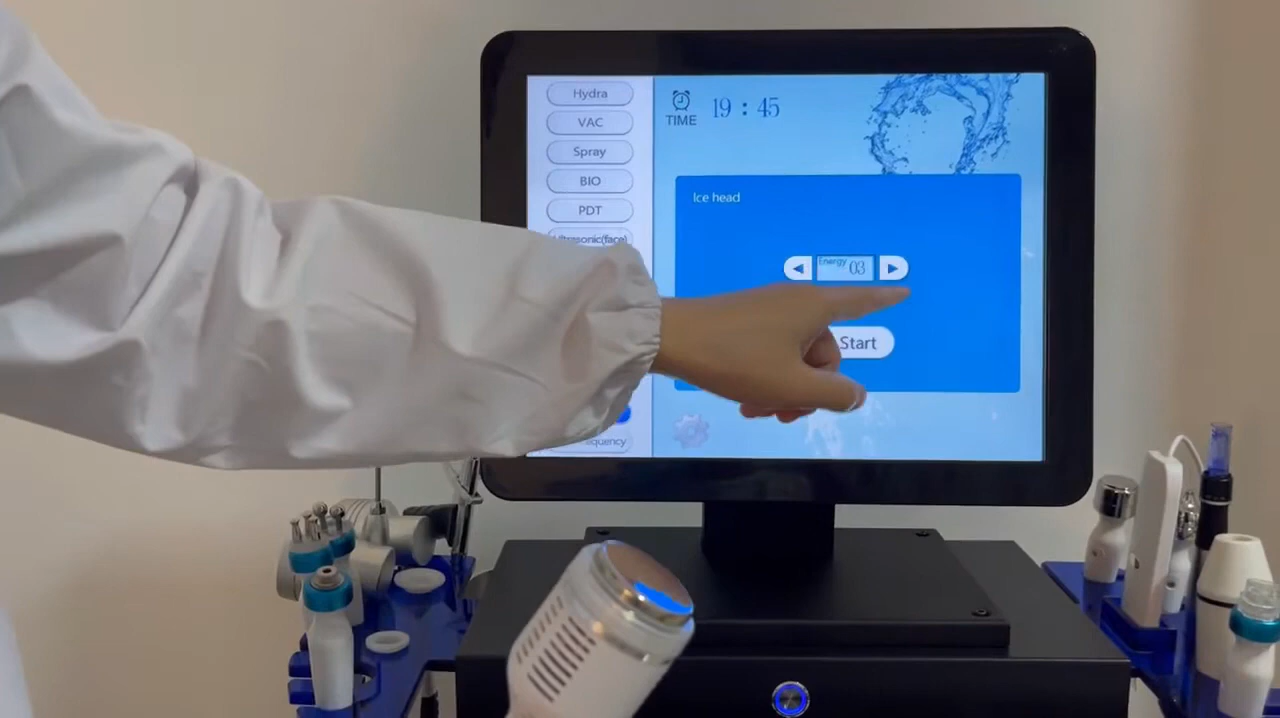 Hydra
VAC
Spray
BIO
PDT
Ultrasonic(face)
TIME
19 : 45
Ice head
Energy
03
Start